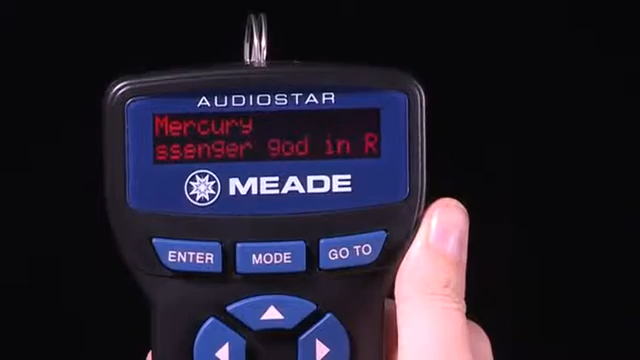 AUDIOSTAR
Mercury
ssenger god in R
MEADE
ENTER
MODE
GO TO